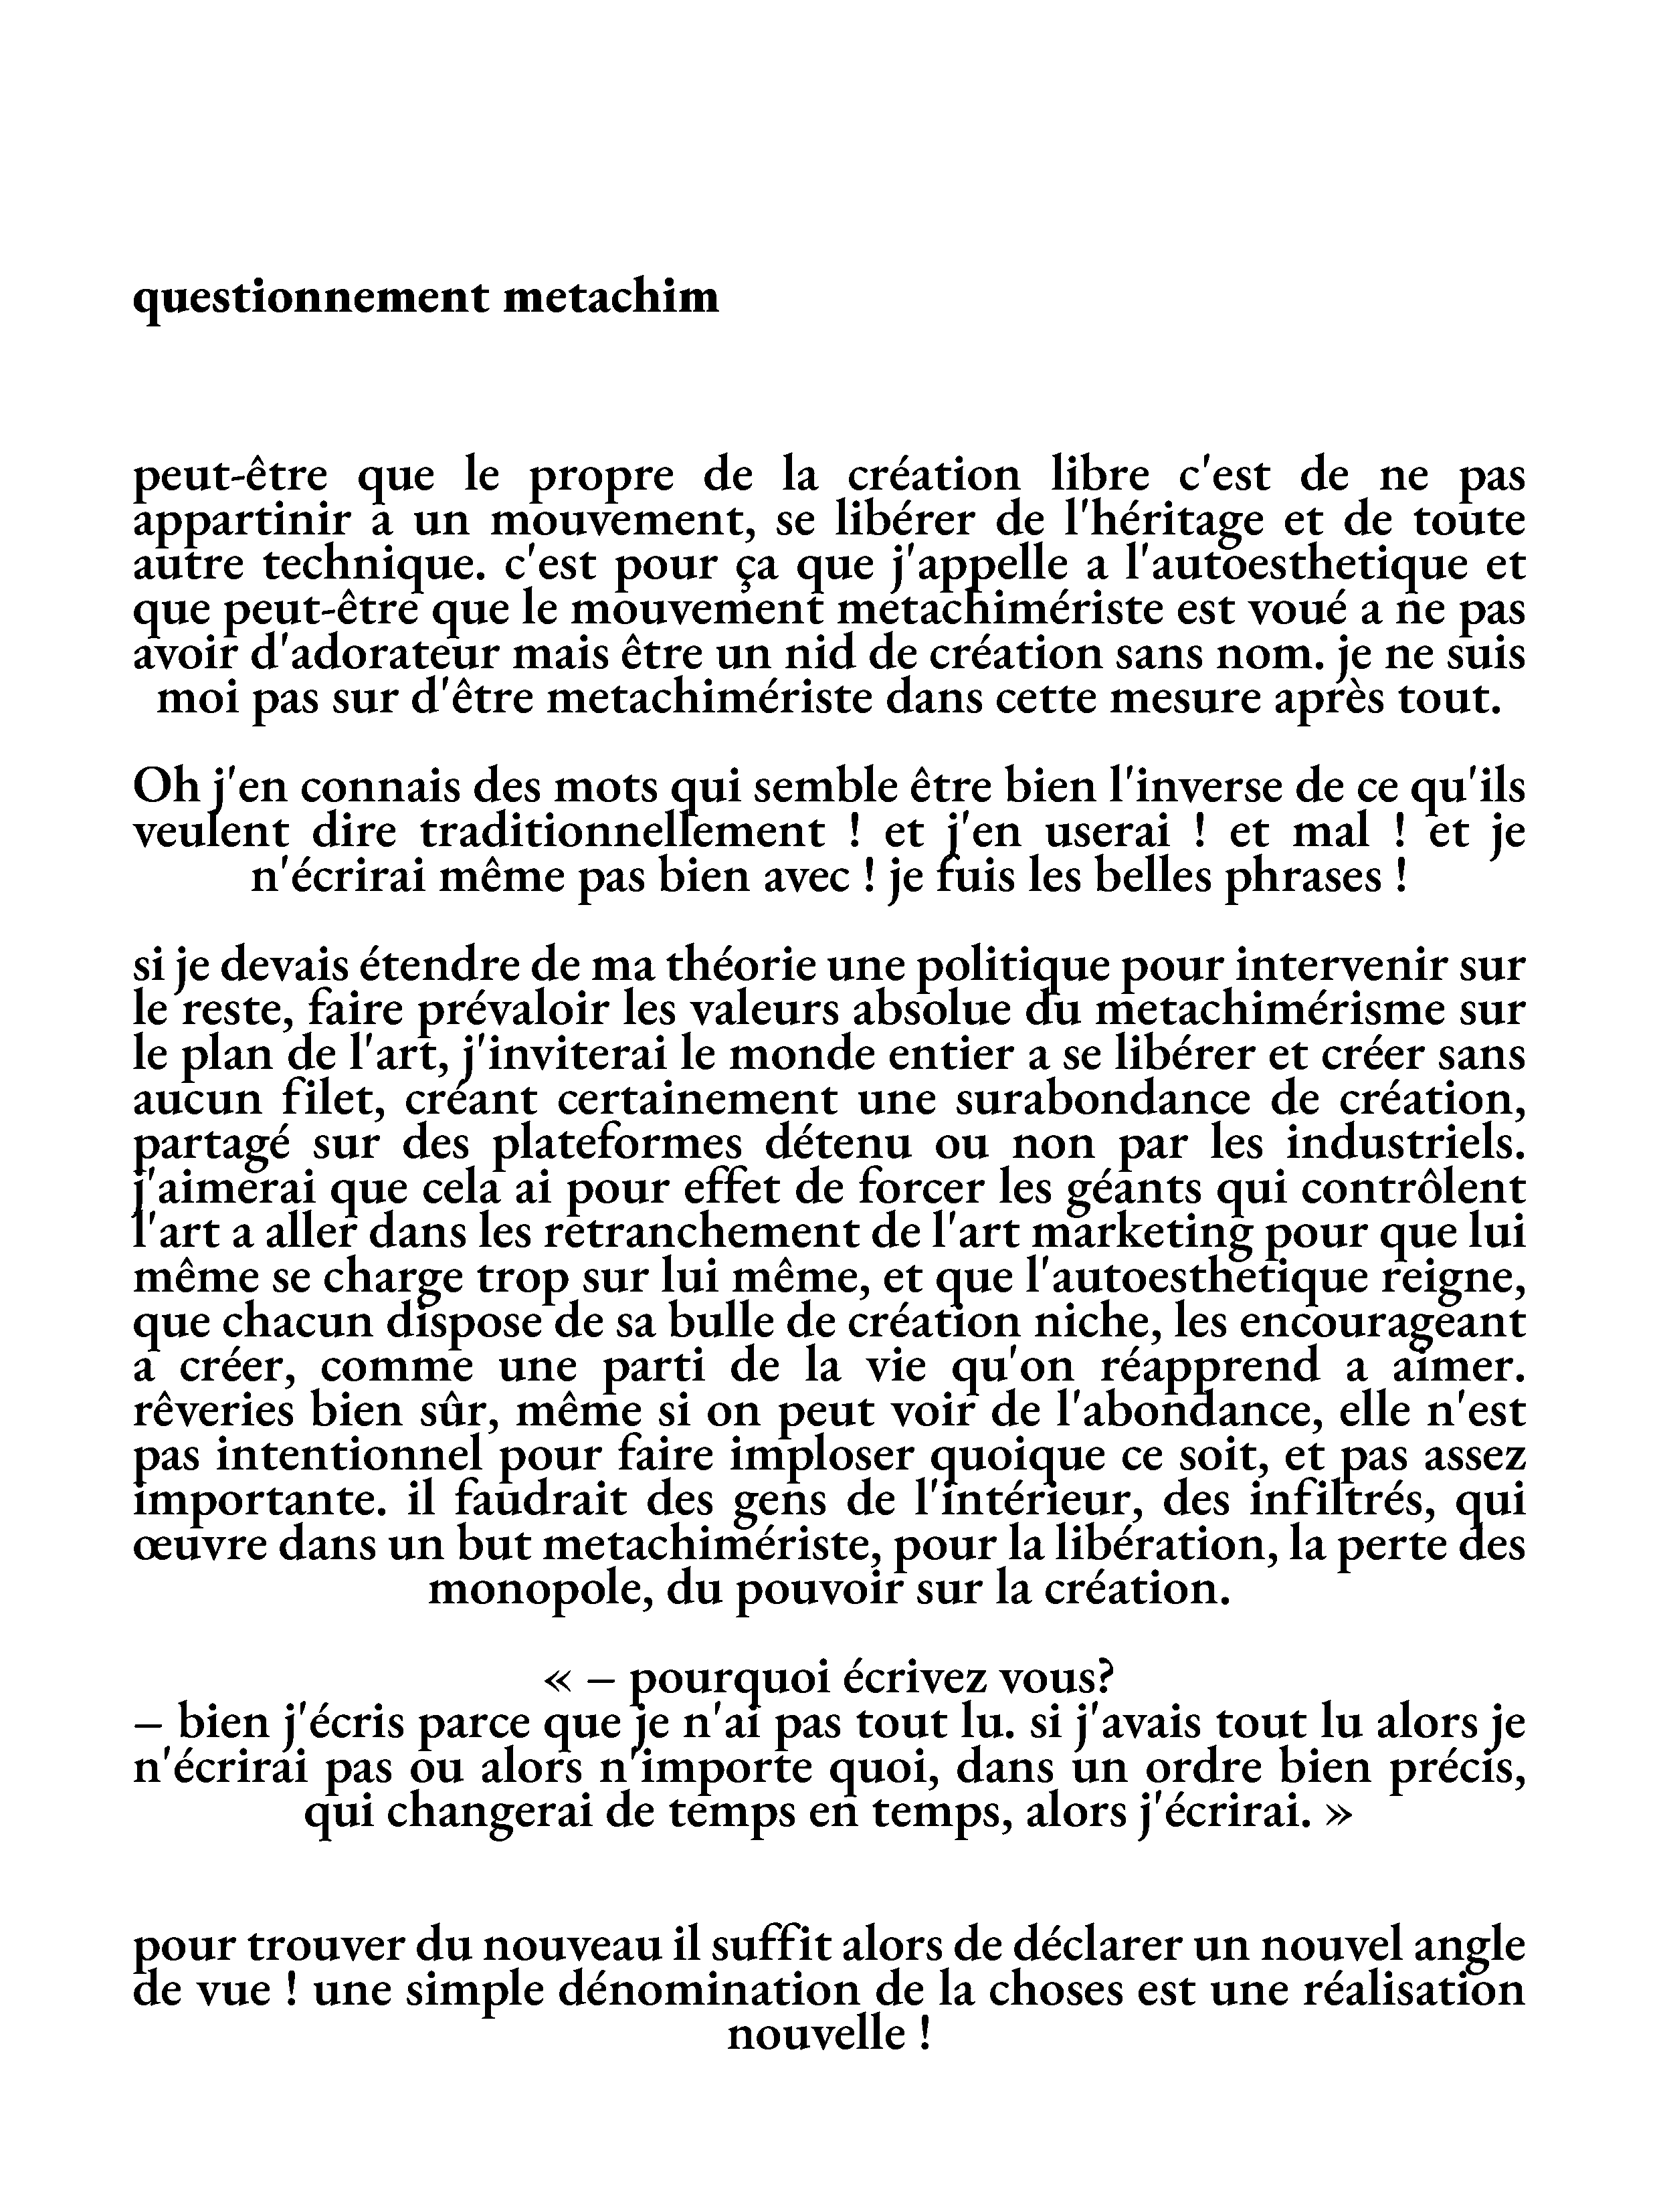 questionnement metachim
peut-être que le propre de la création libre c'est de ne pas
appartinir a un mouvement, se libérer de l'héritage et de toute
autre technique. c'est pour ça que j'appelle a l'autoesthetique et
que peut-être que le mouvement metachimériste est voué a ne pas
avoir d'adorateur mais être un nid de création sans nom. je ne suis
moi pas sur d'être metachimériste dans cette mesure après tout.
Oh j'en connais des mots qui semble être bien l'inverse de ce qu'ils
veulent dire traditionnellement ! et j'en userai ! et mal ! et je
n'écrirai même pas bien avec ! je fuis les belles phrases !
si je devais étendre de ma théorie une politique pour intervenir sur
le reste, faire prévaloir les valeurs absolue du metachimérisme sur
le plan de l'art, j'inviterai le monde entier a se libérer et créer sans
aucun filet, créant certainement une surabondance de création,
partagé sur des plateformes détenu ou non par les industriels.
j'aimerai que cela ai pour effet de forcer les géants qui contrôlent
l'art a aller dans les retranchement de l'art marketing pour que lui
même se charge trop sur lui même, et que l'autoesthetique reigne,
que chacun dispose de sa bulle de création niche, les encourageant
a créer, comme une parti de la vie qu'on réapprend a aimer.
rêveries bien sûr, même si on peut voir de l'abondance, elle n'est
pas intentionnel pour faire imploser quoique ce soit, et pas assez
importante. il faudrait des gens de l'intérieur, des infiltrés, qui
œuvre dans un but metachimériste, pour la libération, la perte des
monopole, du pouvoir sur la création.
« – pourquoi écrivez vous?
– bien j'écris parce que je n'ai pas tout lu. si j'avais tout lu alors je
n'écrirai pas ou alors n'importe quoi, dans un ordre bien précis,
qui changerai de temps en temps, alors j'écrirai. »
pour trouver du nouveau il suffit alors de déclarer un nouvel angle
de vue ! une simple dénomination de la choses est une réalisation
nouvelle !